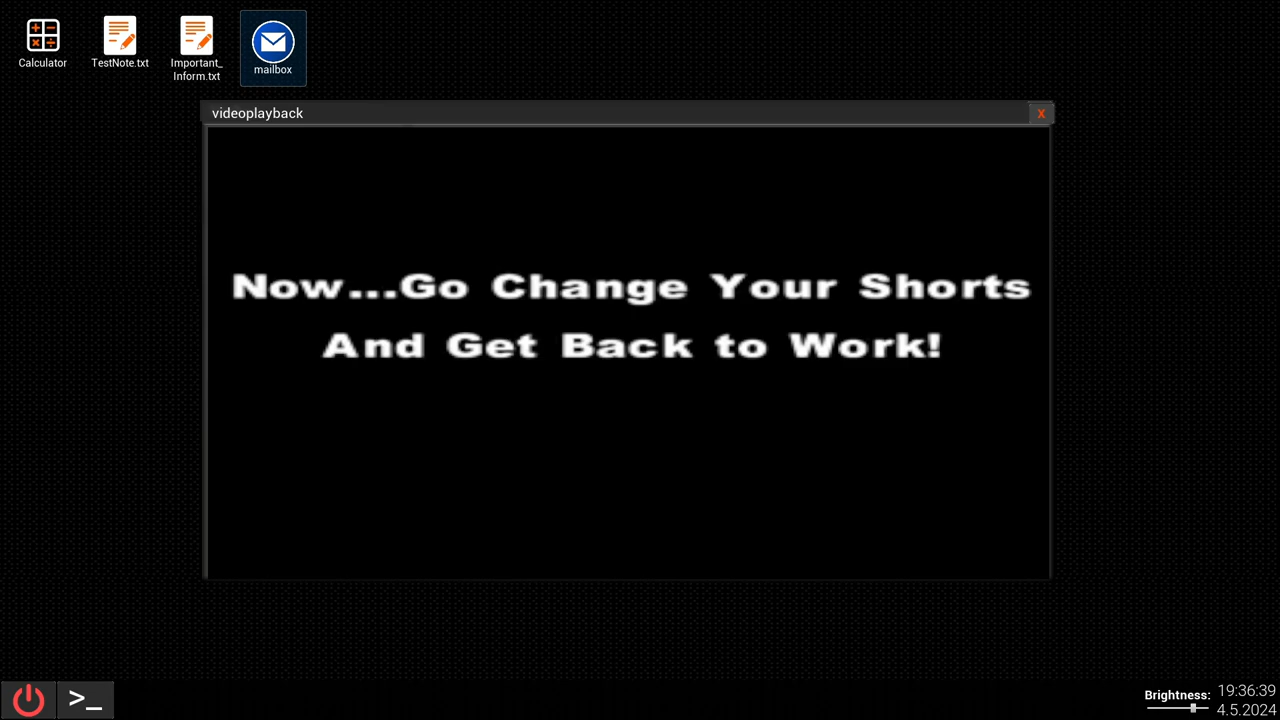 Calculator
TestNote.txt
Important_
Inform.txt
mailbox
videoplayback
x
Now...Go Change Your Shorts
And Get Back to Work!
>_
Brightness:
19:36:39
4.5.2024